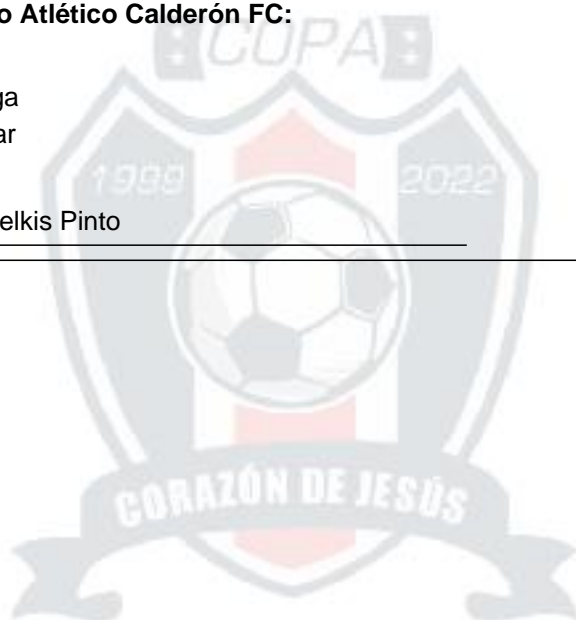 o Atlético Calderón FC:
COPA
ga
ar
1999 2022
elkis Pinto
CORAZÓN DE JESÚS